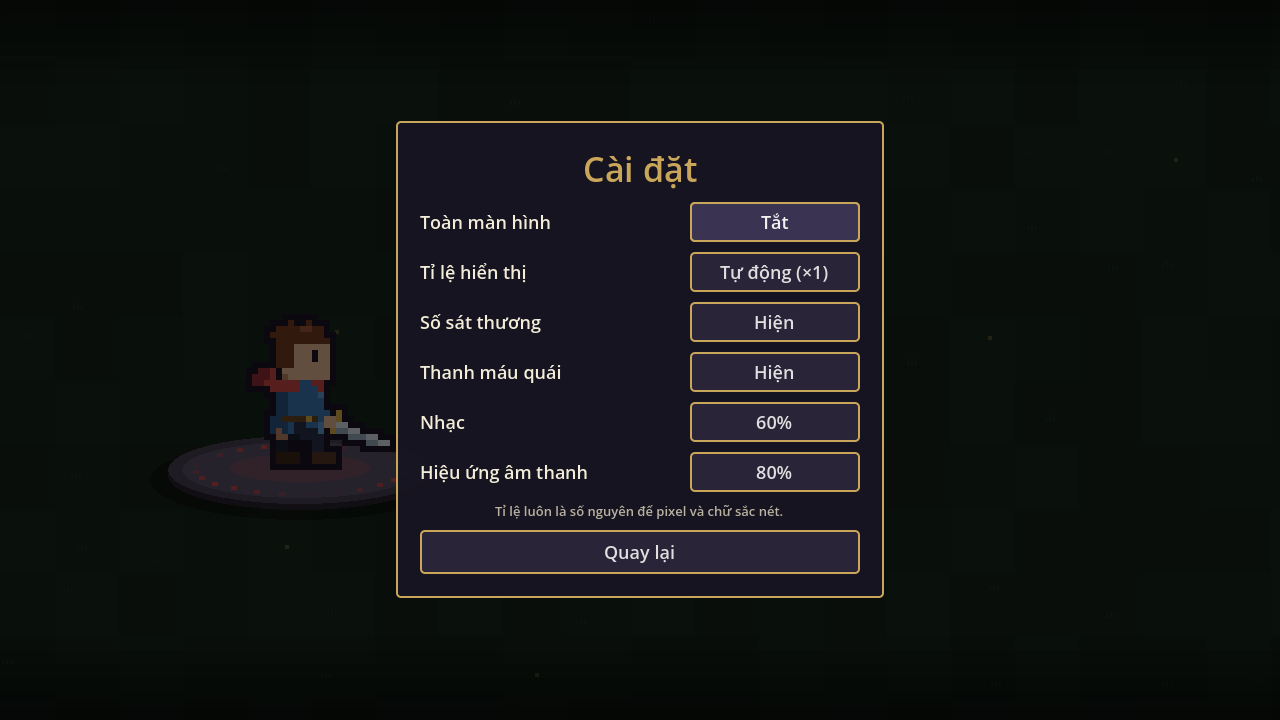 Cài đặt
Toàn màn hình Tắt
Tỉ lệ hiển thị Tự động (×1)
Số sát thương Hiện
Thanh máu quái Hiện
Nhạc 60%
Hiệu ứng âm thanh 80%
Tỉ lệ luôn là số nguyên để pixel và chữ sắc nét.
Quay lại